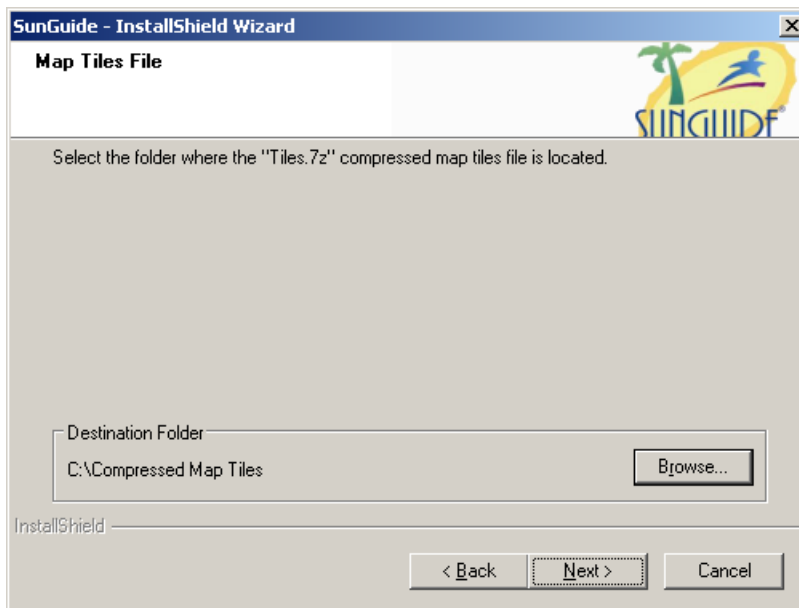 SunGuide - InstallShield Wizard
Map Tiles File
SUNGUIDE®
Select the folder where the "Tiles.7z" compressed map tiles file is located.
Destination Folder
C:\Compressed Map Tiles
Browse...
InstallShield
< Back
Next >
Cancel